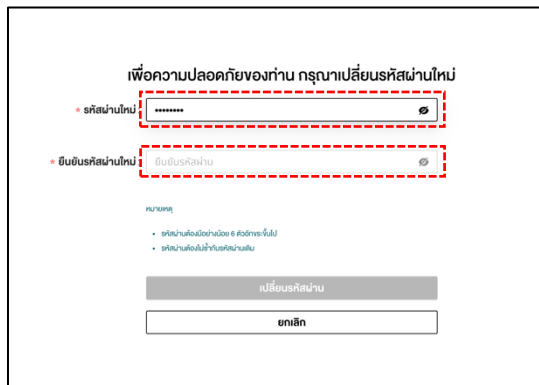 เพื่อความปลอดภัยของท่าน กรุณาเปลี่ยนรหัสผ่านใหม่
* รหัสผ่านใหม่ ••••••••
* ยืนยันรหัสผ่านใหม่ ยืนยันรหัสผ่าน
หมายเหตุ
• รหัสผ่านต้องมีอย่างน้อย 6 ตัวอักษระขึ้นไป
• รหัสผ่านต้องไม่ซ้ำกับรหัสผ่านเดิม
เปลี่ยนรหัสผ่าน
ยกเลิก